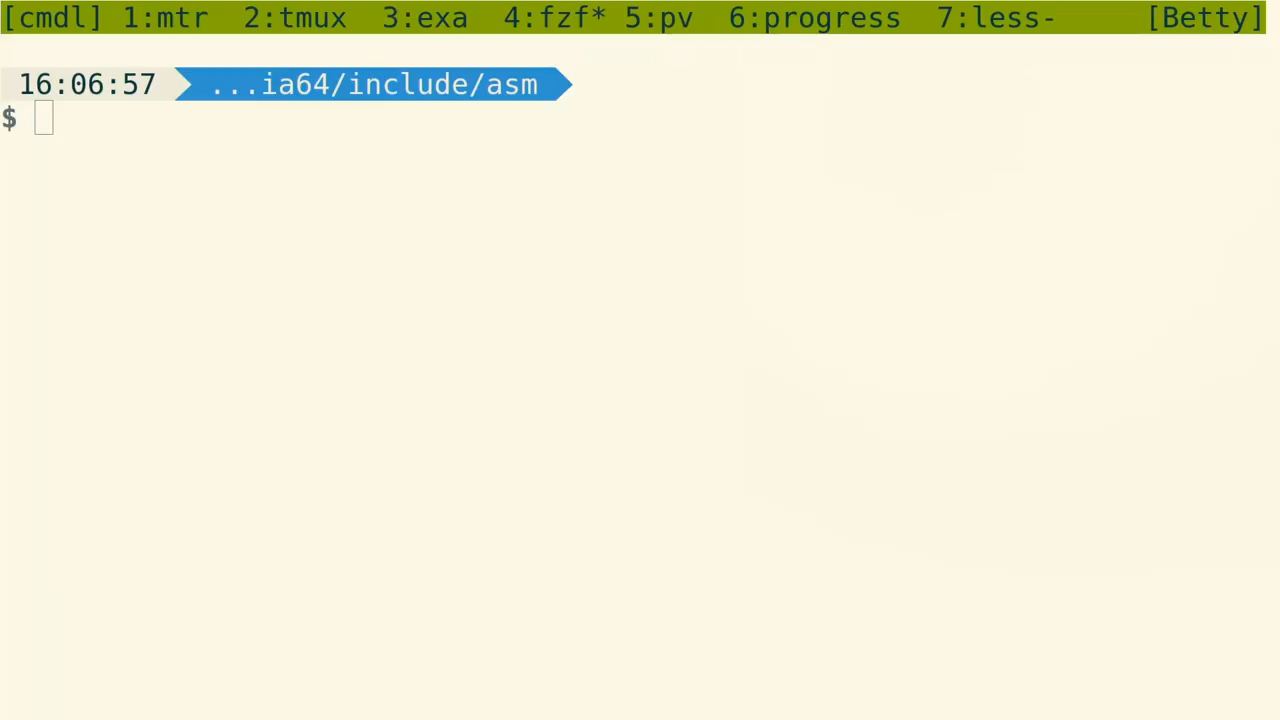 [cmdl] 1:mtr  2:tmux  3:exa  4:fzf* 5:pv  6:progress  7:less-     [Betty]
16:06:57  ...ia64/include/asm
$